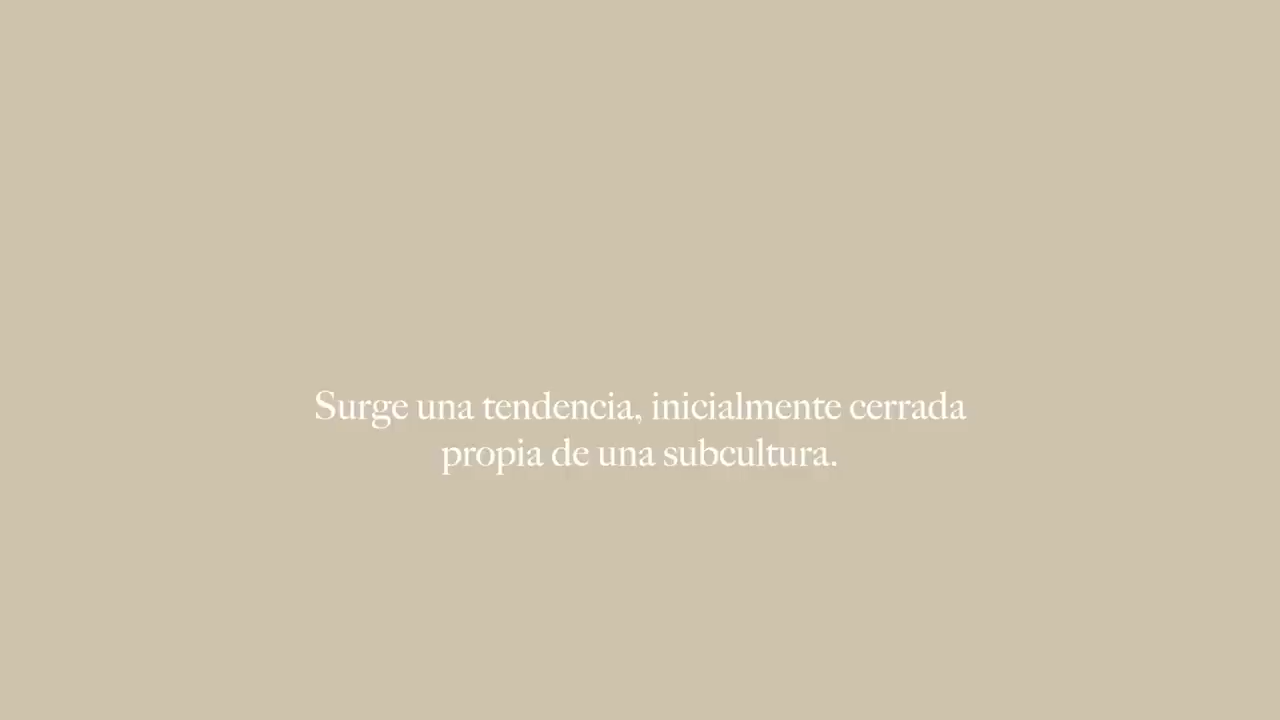 Surge una tendencia, inicialmente cerrada
propia de una subcultura.